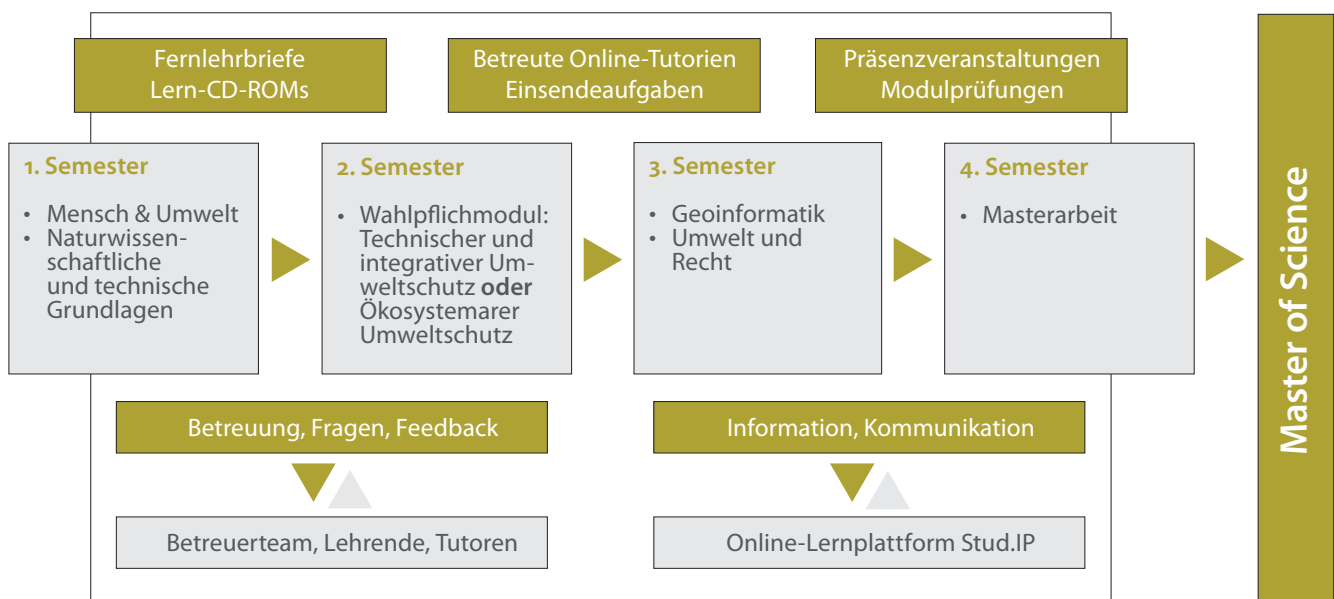 Fernlehrbriefe
Lern-CD-ROMs
Betreute Online-Tutorien
Einsendeaufgaben
Präsenzveranstaltungen
Modulprüfungen
1. Semester
• Mensch & Umwelt
• Naturwissen-
schaftliche
und technische
Grundlagen
2. Semester
• Wahlpflichmodul:
Technischer und
integrativer Um-
weltschutz oder
Ökosystemarer
Umweltschutz
3. Semester
• Geoinformatik
• Umwelt und
Recht
4. Semester
• Masterarbeit
Master of Science
Betreuung, Fragen, Feedback
Information, Kommunikation
Betreuerteam, Lehrende, Tutoren
Online-Lernplattform Stud.IP